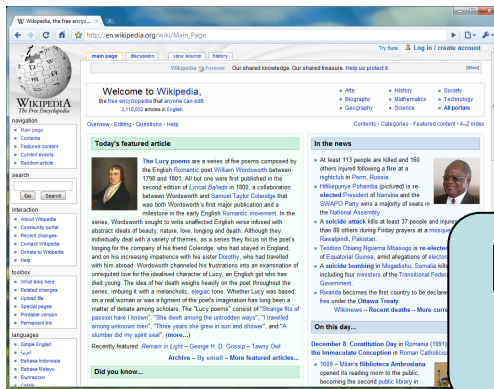 Wikipedia, the free encyc...
http://en.wikipedia.org/wiki/Main_Page
Try Beta Log in / create account
main page discussion view source history
Wikipedia Forever Our shared knowledge. Our shared treasure. Help us protect it. [Show]
WIKIPEDIA
The Free Encyclopedia
navigation
Main page
Contents
Featured content
Current events
Random article
search
Go Search
interaction
About Wikipedia
Community portal
Recent changes
Contact Wikipedia
Donate to Wikipedia
Help
toolbox
What links here
Related changes
Upload file
Special pages
Printable version
Permanent link
languages
Simple English
العربية
Bahasa Indonesia
Bahasa Melayu
Български
Català
Welcome to Wikipedia,
the free encyclopedia that anyone can edit.
3,118,032 articles in English
Arts
Biography
Geography
History
Mathematics
Science
Society
Technology
All portals
Overview · Editing · Questions · Help
Contents · Categories · Featured content · A–Z index
Today's featured article
The Lucy poems are a series of five poems composed by
the English Romantic poet William Wordsworth between
1798 and 1801. All but one were first published in the
second edition of Lyrical Ballads in 1800, a collaboration
between Wordsworth and Samuel Taylor Coleridge that
was both Wordsworth's first major publication and a
milestone in the early English Romantic movement. In the
series, Wordsworth sought to write unaffected English verse infused with
abstract ideals of beauty, nature, love, longing and death. Although they
individually deal with a variety of themes, as a series they focus on the poet's
longing for the company of his friend Coleridge, who had stayed in England,
and on his increasing impatience with his sister Dorothy, who had travelled
with him abroad. Wordsworth channeled his frustrations into an examination of
unrequited love for the idealised character of Lucy, an English girl who has
died young. The idea of her death weighs heavily on the poet throughout the
series, imbuing it with a melancholic, elegiac tone. Whether Lucy was based
on a real woman or was a figment of the poet's imagination has long been a
matter of debate among scholars. The "Lucy poems" consist of "Strange fits of
passion have I known", "She dwelt among the untrodden ways", "I travelled
among unknown men", "Three years she grew in sun and shower", and "A
slumber did my spirit seal". (more...)
Recently featured: Remain in Light – George H. D. Gossip – Tawny Owl
Archive – By email – More featured articles...
Did you know...
In the news
At least 113 people are killed and 160
others injured following a fire at a
nightclub in Perm, Russia.
Hifikepunye Pohamba (pictured) is re-
elected President of Namibia and the
SWAPO Party wins a majority of seats in
the National Assembly.
A suicide attack kills at least 37 people and injures
than 80 others during Friday prayers at a mosque
Rawalpindi, Pakistan.
Teodoro Obiang Nguema Mbasogo is re-elected
of Equatorial Guinea, amid allegations of elector
A suicide bombing in Mogadishu, Somalia kills
including four ministers of the Transitional Federal
Government.
Rwanda becomes the first country to be declared
free under the Ottawa Treaty.
Wikinews – Recent deaths – More curre
On this day...
December 8: Constitution Day in Romania (1991)
the Immaculate Conception in Roman Catholicism
1609 – Milan's Biblioteca Ambrosiana
opened its reading room to the public,
becoming the second public library in